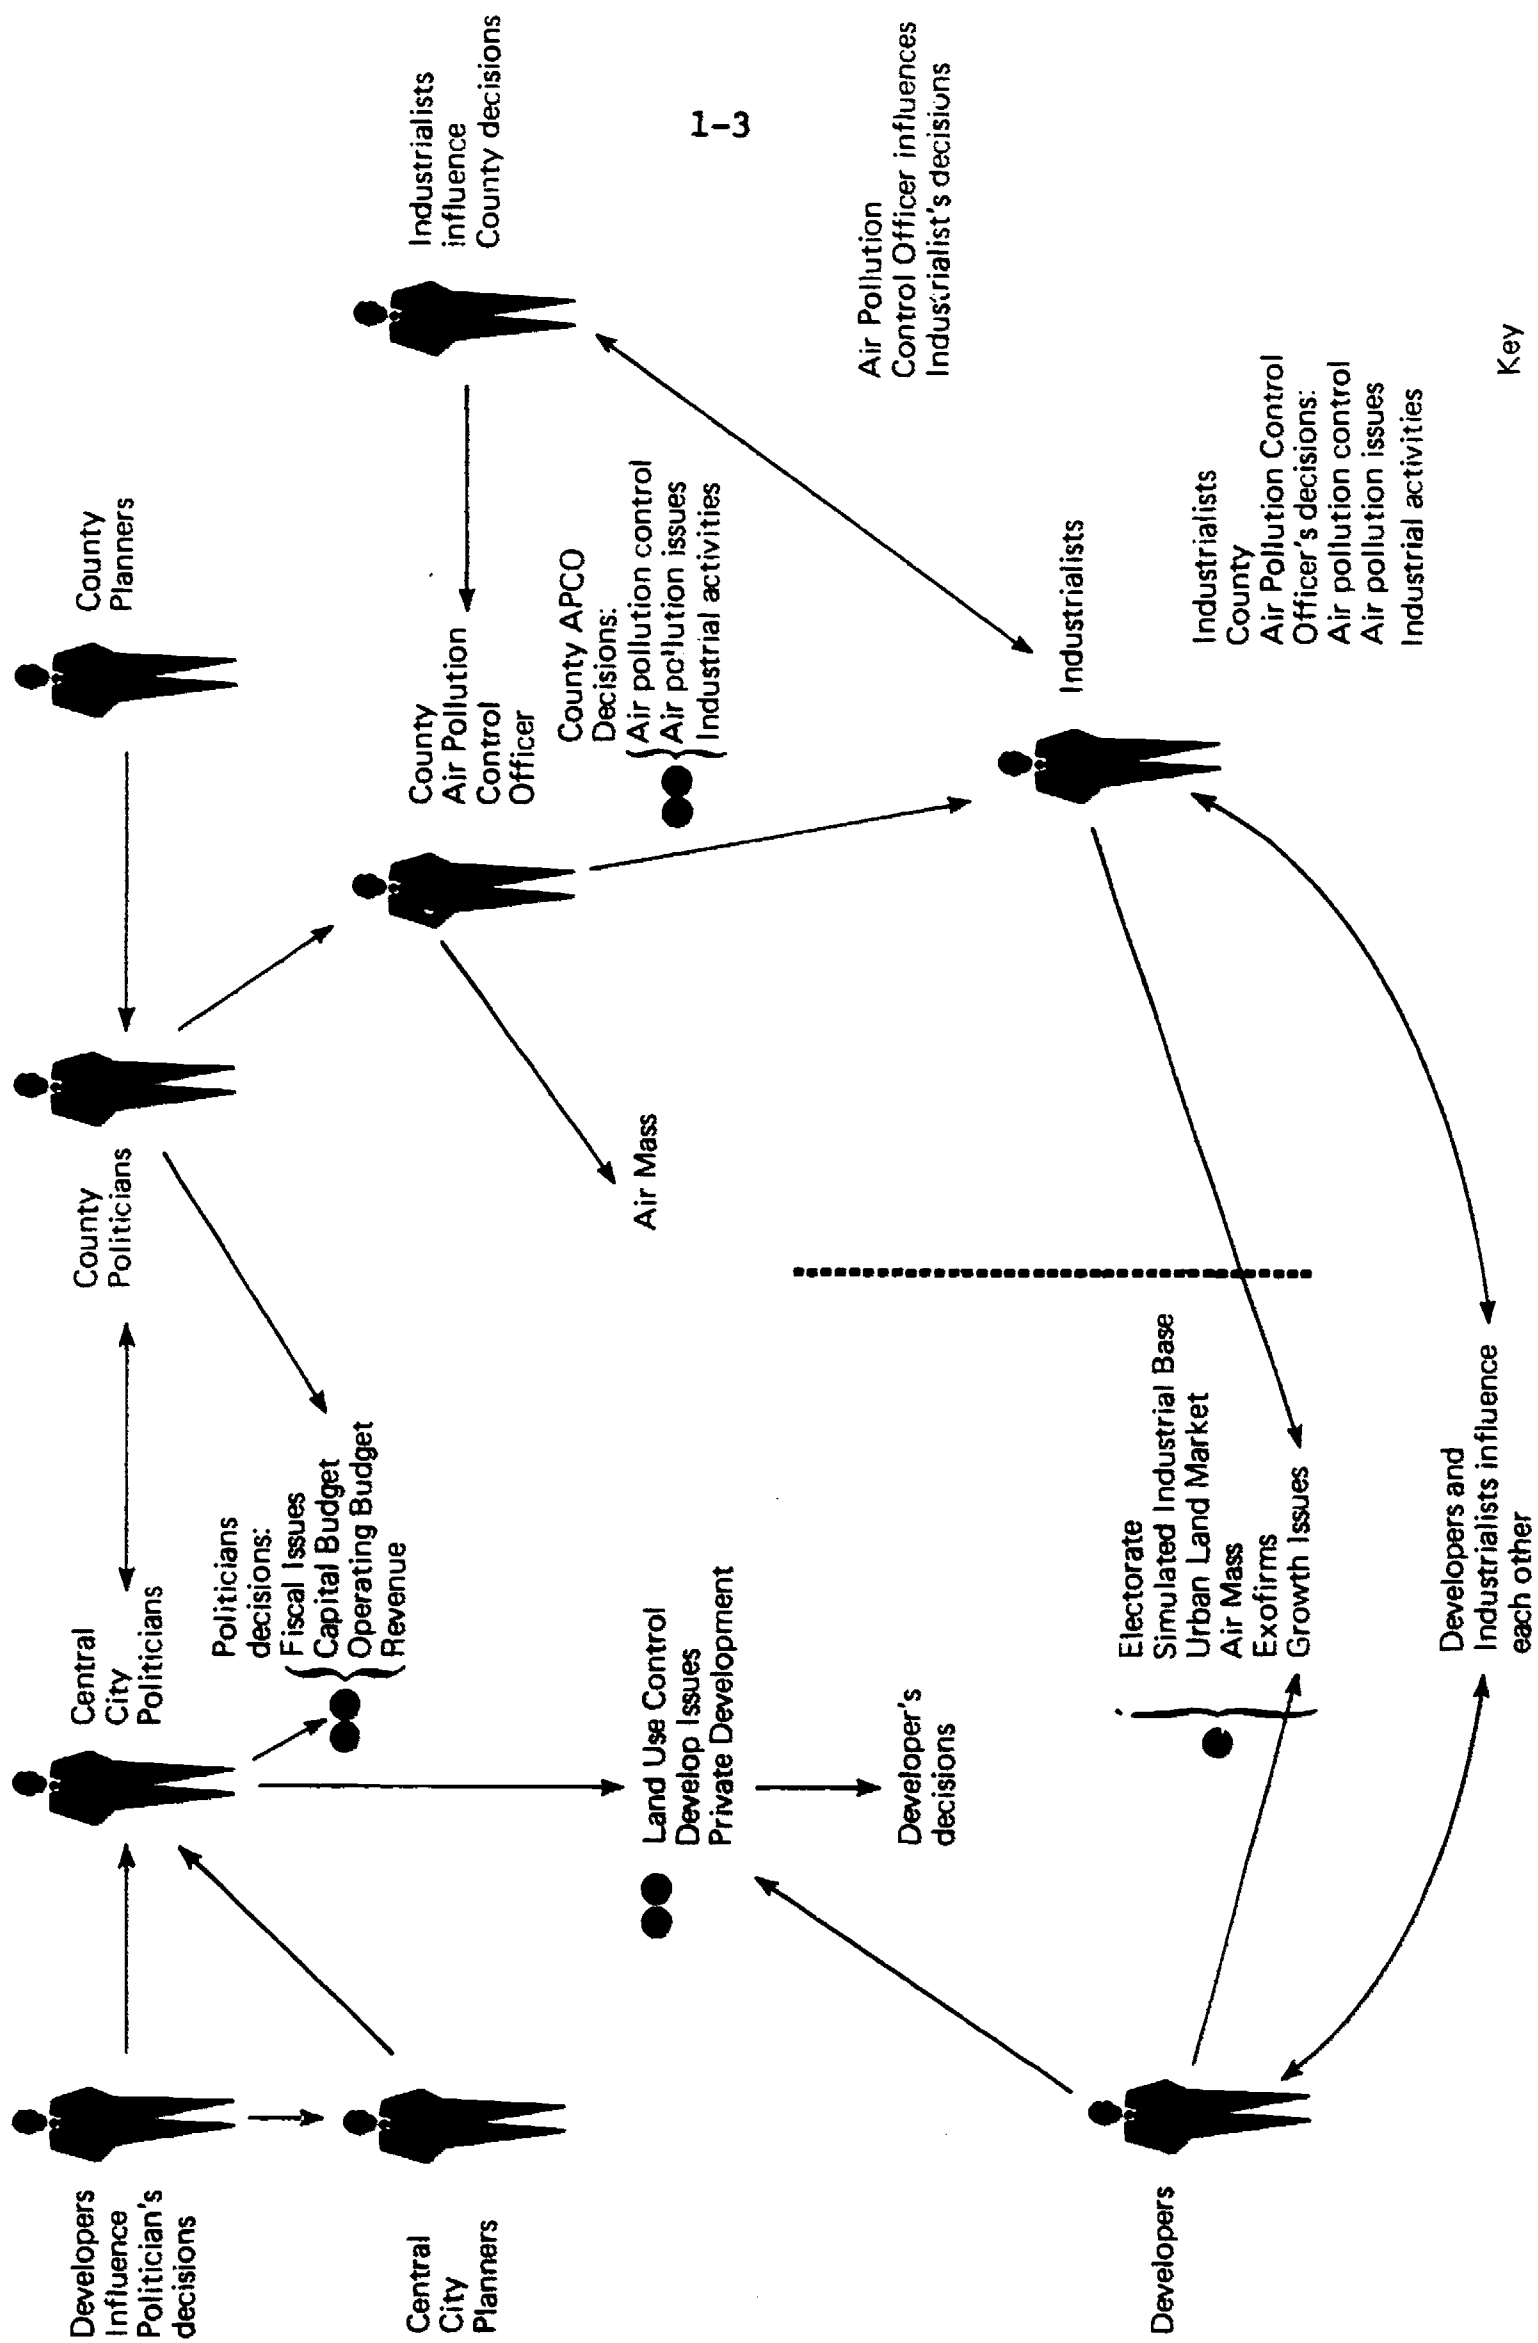 Developers
Influence
Politician's
decisions
Central
City
Politicians
County
Politicians
County
Planners
Politicians
decisions:
Fiscal Issues
Capital Budget
Operating Budget
Revenue
Central
City
Planners
County
Air Pollution
Control
Officer
Industrialists
influence
County decisions
County APCO
Decisions:
Air pollution control
Air pollution issues
Industrial activities
1-3
Land Use Control
Develop Issues
Private Development
Air Mass
Developer's
decisions
Air Pollution
Control Officer influences
Industrialist's decisions
Developers
Electorate
Simulated Industrial Base
Urban Land Market
Air Mass
Exofirms
Growth Issues
Industrialists
Industrialists
County
Air Pollution Control
Officer's decisions:
Air pollution control
Air pollution issues
Industrial activities
Developers and
Industrialists influence
each other
Key